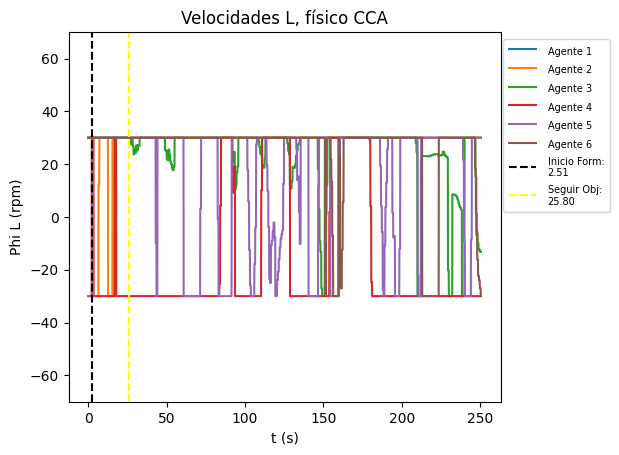 Velocidades L, físico CCA
Phi L (rpm)
60
40
20
0
−20
−40
−60
0
50
100
150
200
250
t (s)
Agente 1
Agente 2
Agente 3
Agente 4
Agente 5
Agente 6
Inicio Form:
2.51
Seguir Obj:
25.80